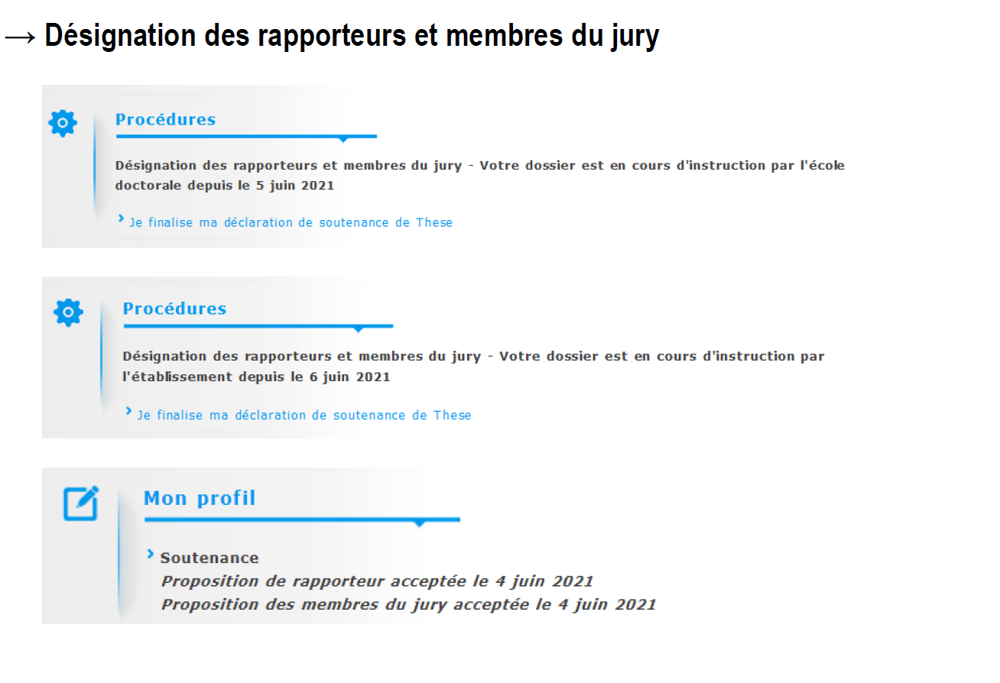 → Désignation des rapporteurs et membres du jury
Procédures
Désignation des rapporteurs et membres du jury - Votre dossier est en cours d'instruction par l'école
doctorale depuis le 5 juin 2021
Je finalise ma déclaration de soutenance de These
Procédures
Désignation des rapporteurs et membres du jury - Votre dossier est en cours d'instruction par
l'établissement depuis le 6 juin 2021
Je finalise ma déclaration de soutenance de These
Mon profil
Soutenance
Proposition de rapporteur acceptée le 4 juin 2021
Proposition des membres du jury acceptée le 4 juin 2021